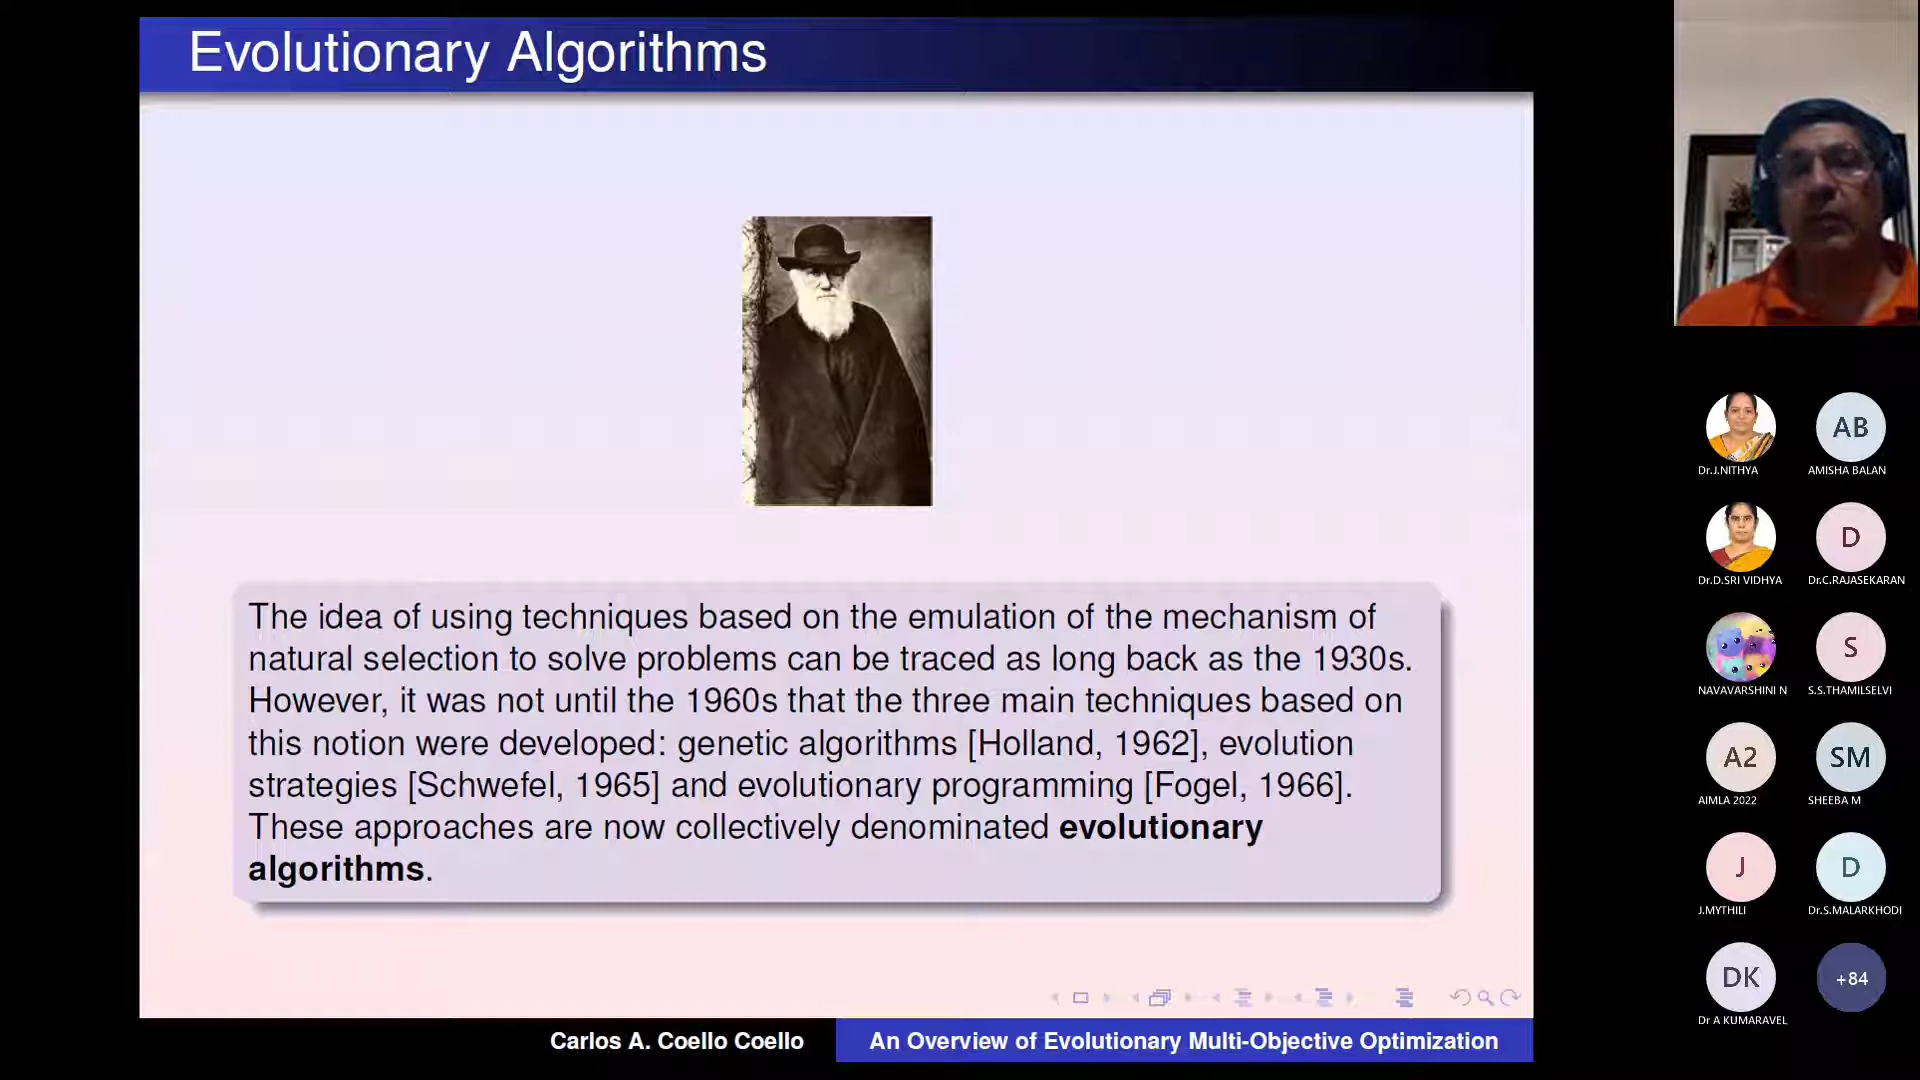 Evolutionary Algorithms
The idea of using techniques based on the emulation of the mechanism of
natural selection to solve problems can be traced as long back as the 1930s.
However, it was not until the 1960s that the three main techniques based on
this notion were developed: genetic algorithms [Holland, 1962], evolution
strategies [Schwefel, 1965] and evolutionary programming [Fogel, 1966].
These approaches are now collectively denominated evolutionary
algorithms.
Carlos A. Coello Coello
An Overview of Evolutionary Multi-Objective Optimization
Dr.J.NITHYA
AB
AMISHA BALAN
Dr.D.SRI VIDHYA
D
Dr.C.RAJASEKARAN
NAVAVARSHINI N
S
S.S.THAMILSELVI
A2
AIMLA 2022
SM
SHEEBA M
J
J.MYTHILI
D
Dr.S.MALARKHODI
DK
Dr A KUMARAVEL
+84